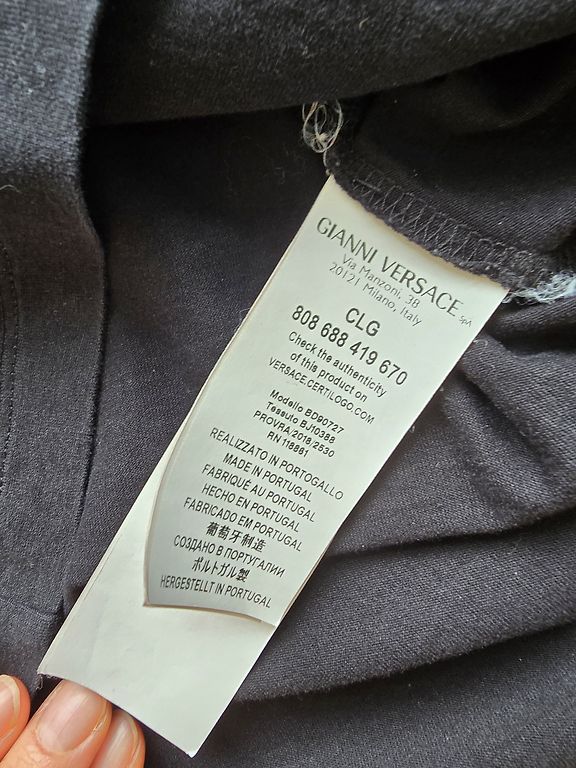 GIANNI VERSACE SpA
Via Manzoni, 38
20121 Milano, Italy
CLG
808 688 419 670
Check the authenticity
of this product on
VERSACE.CERTILOGO.COM
Modello BD90727
Tessuto BJ10388
PROVRA/2018/2530
RN 118861
REALIZZATO IN PORTOGALLO
MADE IN PORTUGAL
FABRIQUÉ AU PORTUGAL
HECHO EN PORTUGAL
FABRICADO EM PORTUGAL
葡萄牙制造
СОЗДАНО В ПОРТУГАЛИИ
ポルトガル製
HERGESTELLT IN PORTUGAL